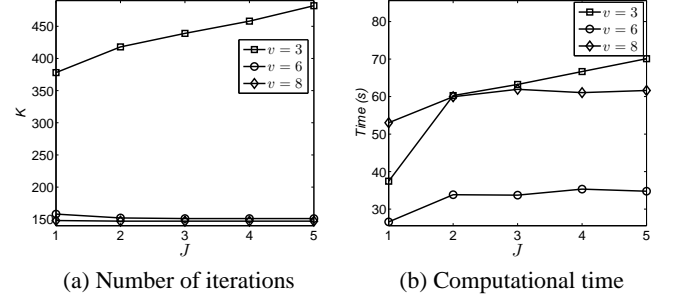 450
400
350
300
250
200
150
K
1 2 3 4 5
J
v = 3
v = 6
v = 8
(a) Number of iterations
80
70
60
50
40
30
Time (s)
1 2 3 4 5
J
v = 3
v = 6
v = 8
(b) Computational time